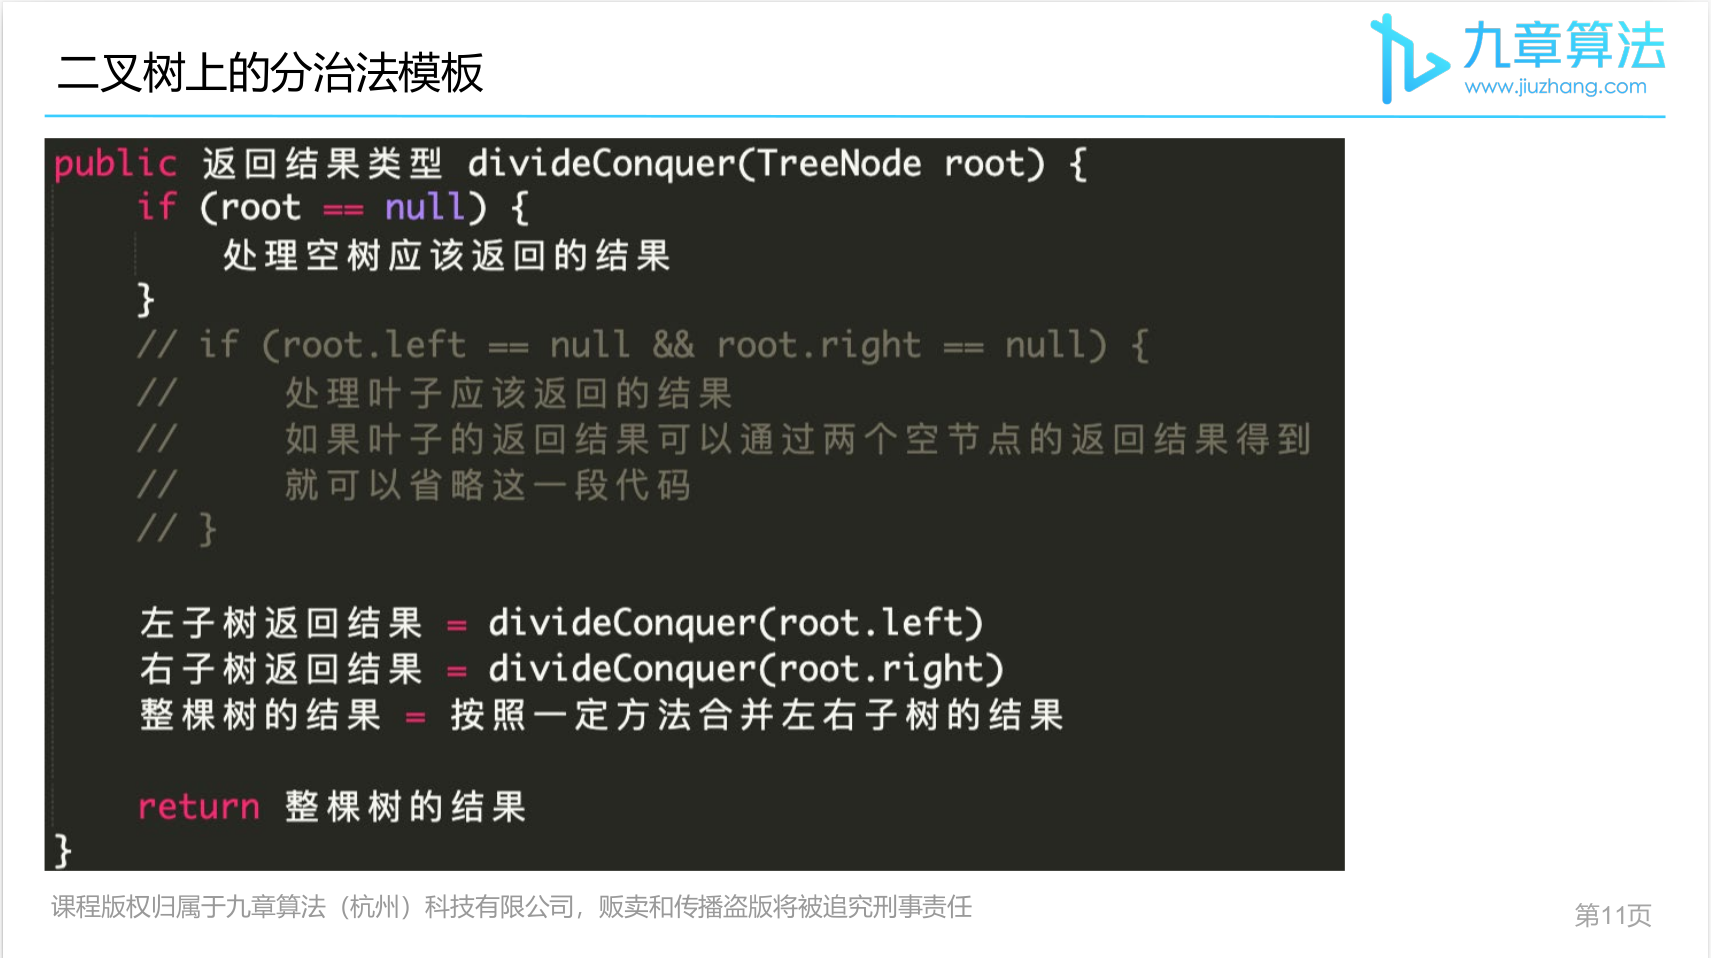 二叉树上的分治法模板
九章算法
www.jiuzhang.com
public 返回结果类型 divideConquer(TreeNode root) {
    if (root == null) {
        处理空树应该返回的结果
    }
    // if (root.left == null && root.right == null) {
    //     处理叶子应该返回的结果
    //     如果叶子的返回结果可以通过两个空节点的返回结果得到
    //     就可以省略这一段代码
    // }
    左子树返回结果 = divideConquer(root.left)
    右子树返回结果 = divideConquer(root.right)
    整棵树的结果 = 按照一定方法合并左右子树的结果
    return 整棵树的结果
}
课程版权归属于九章算法（杭州）科技有限公司，贩卖和传播盗版将被追究刑事责任
第11页